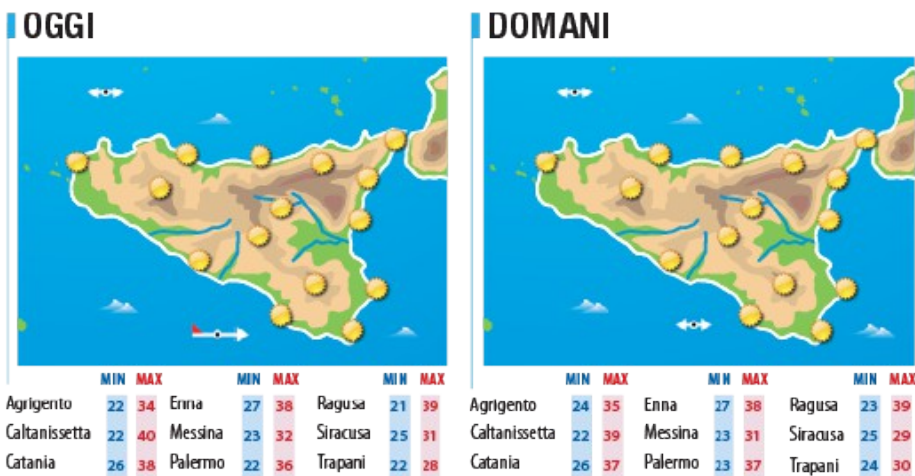 OGGI
MIN MAX MIN MAX MIN MAX
Agrigento 22 34 Enna 27 38 Ragusa 21 39
Caltanissetta 22 40 Messina 23 32 Siracusa 25 31
Catania 26 38 Palermo 22 36 Trapani 22 28
DOMANI
MIN MAX MIN MAX MIN MAX
Agrigento 24 35 Enna 27 38 Ragusa 23 39
Caltanissetta 22 39 Messina 23 31 Siracusa 25 29
Catania 26 37 Palermo 23 37 Trapani 24 30